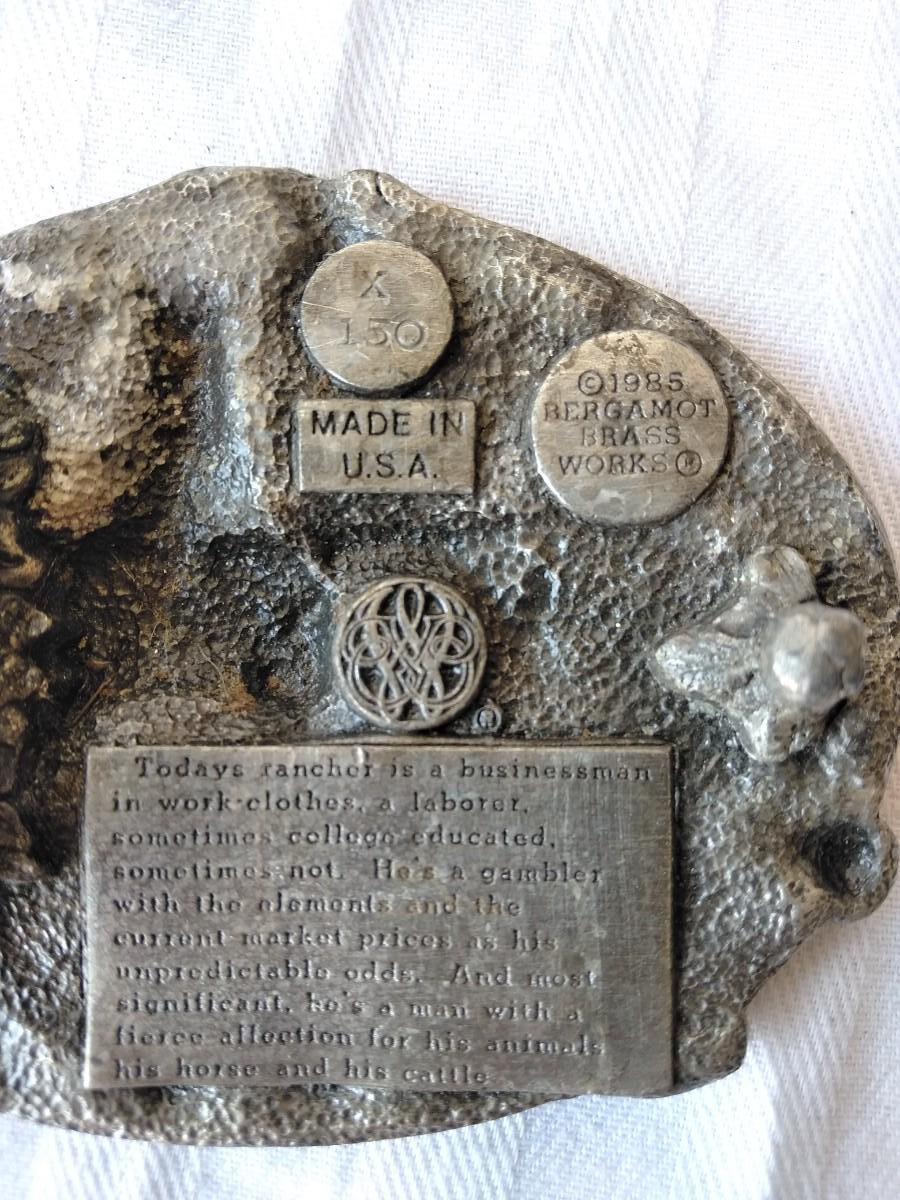 X
150
MADE IN
U.S.A.
©1985
BERGAMOT
BRASS
WORKS®
Todays rancher is a businessman
in work-clothes, a laborer,
sometimes college educated,
sometimes not. He's a gambler
with the elements and the
current market prices as his
unpredictable odds. And most
significant, he's a man with a
fierce affection for his animals
his horse and his cattle